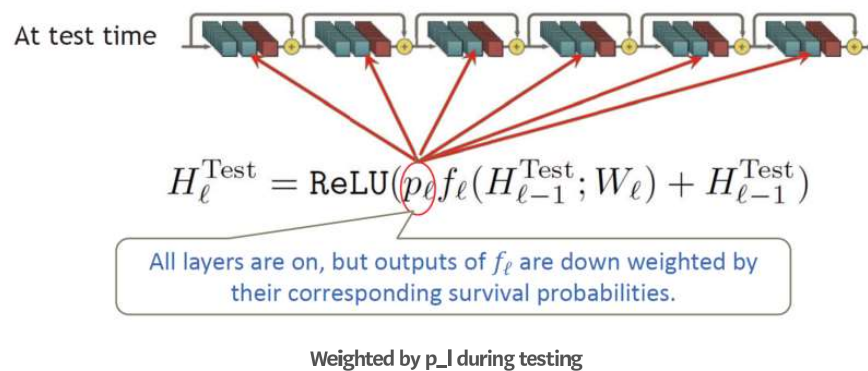 At test time
H_ℓ^Test = ReLU(p_ℓ f_ℓ(H_{ℓ-1}^Test; W_ℓ) + H_{ℓ-1}^Test)
All layers are on, but outputs of f_ℓ are down weighted by
their corresponding survival probabilities.
Weighted by p_l during testing